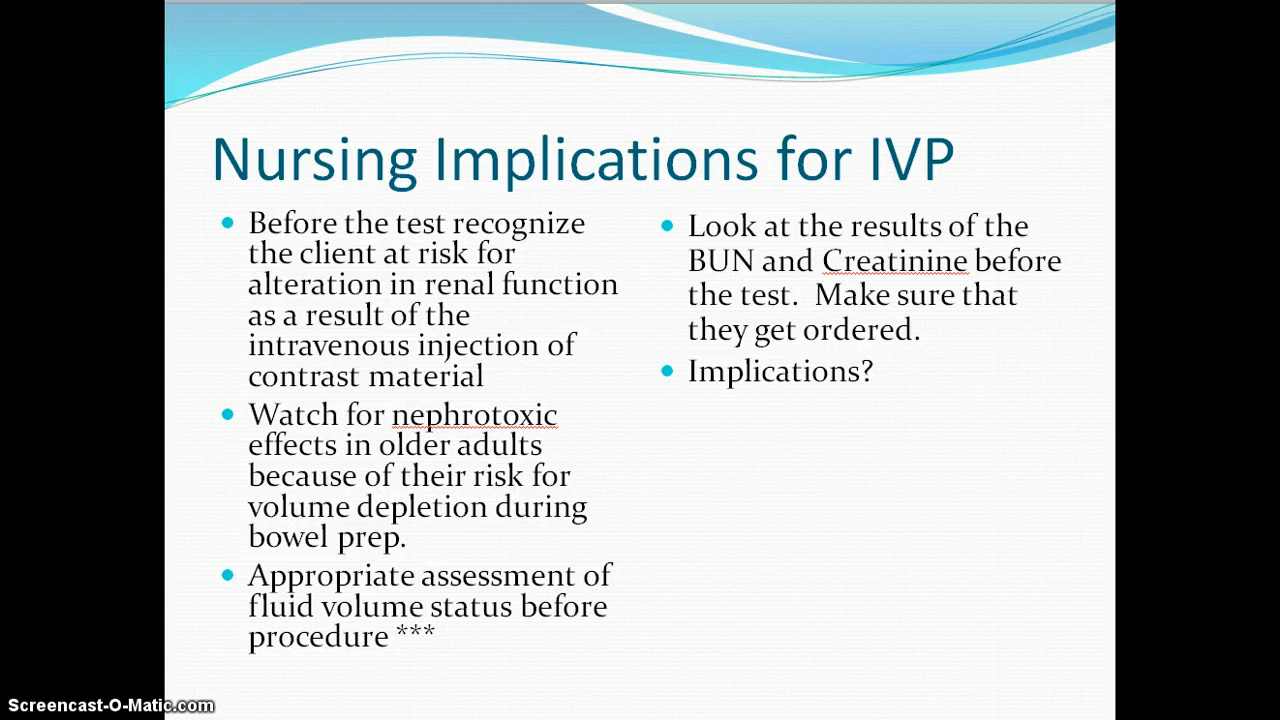 Nursing Implications for IVP
Before the test recognize
the client at risk for
alteration in renal function
as a result of the
intravenous injection of
contrast material
Watch for nephrotoxic
effects in older adults
because of their risk for
volume depletion during
bowel prep.
Appropriate assessment of
fluid volume status before
procedure ***
Look at the results of the
BUN and Creatinine before
the test.  Make sure that
they get ordered.
Implications?
Screencast-O-Matic.com